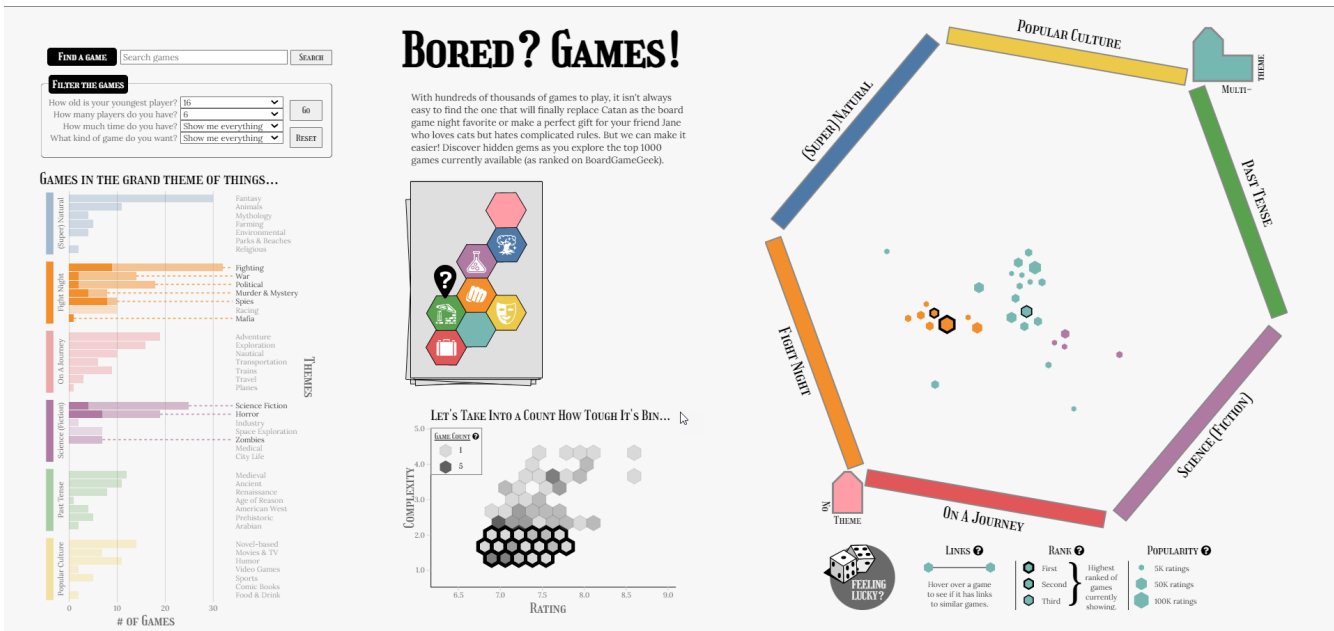 FIND A GAME
Search games
SEARCH
FILTER THE GAMES
How old is your youngest player? 16
How many players do you have? 6
How much time do you have? Show me everything
What kind of game do you want? Show me everything
GO
RESET
GAMES IN THE GRAND THEME OF THINGS...
(Super) Natural
Fantasy
Animals
Mythology
Farming
Environmental
Parks & Beaches
Religious
Fight Night
Fighting
War
Political
Murder & Mystery
Spies
Racing
Mafia
On A Journey
Adventure
Exploration
Nautical
Transportation
Trains
Travel
Planes
Science (Fiction)
Science Fiction
Horror
Industry
Space Exploration
Zombies
Medical
City Life
Past Tense
Medieval
Ancient
Renaissance
Age of Reason
American West
Prehistoric
Arabian
Popular Culture
Novel-based
Movies & TV
Humor
Video Games
Sports
Comic Books
Food & Drink
THEMES
0 10 20 30
# OF GAMES
BORED? GAMES!
With hundreds of thousands of games to play, it isn't always
easy to find the one that will finally replace Catan as the board
game night favorite or make a perfect gift for your friend Jane
who loves cats but hates complicated rules. But we can make it
easier! Discover hidden gems as you explore the top 1000
games currently available (as ranked on BoardGameGeek).
?
LET'S TAKE INTO A COUNT HOW TOUGH IT'S BIN...
GAME COUNT ?
1
5
COMPLEXITY
5.0
4.0
3.0
2.0
1.0
6.5 7.0 7.5 8.0 8.5 9.0
RATING
POPULAR CULTURE
MULTI-
THEME
(SUPER) NATURAL
PAST TENSE
FIGHT NIGHT
SCIENCE (FICTION)
ON A JOURNEY
NO
THEME
FEELING
LUCKY?
LINKS ?
Hover over a game
to see if it has links
to similar games.
RANK ?
First
Second
Third
Highest
ranked of
games
currently
showing.
POPULARITY ?
5K ratings
50K ratings
100K ratings